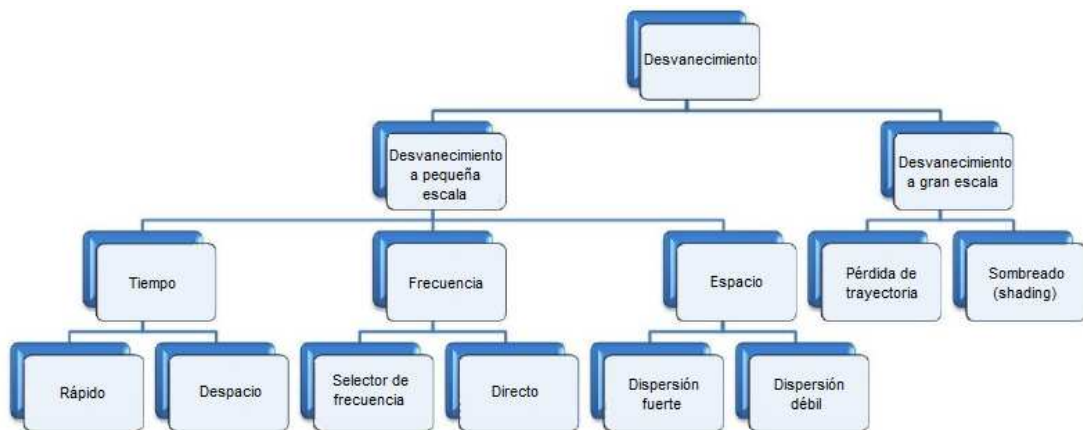 Desvanecimiento
Desvanecimiento
a pequeña
escala
Desvanecimiento
a gran escala
Tiempo
Frecuencia
Espacio
Pérdida de
trayectoria
Sombreado
(shading)
Rápido
Despacio
Selector de
frecuencia
Directo
Dispersión
fuerte
Dispersión
débil